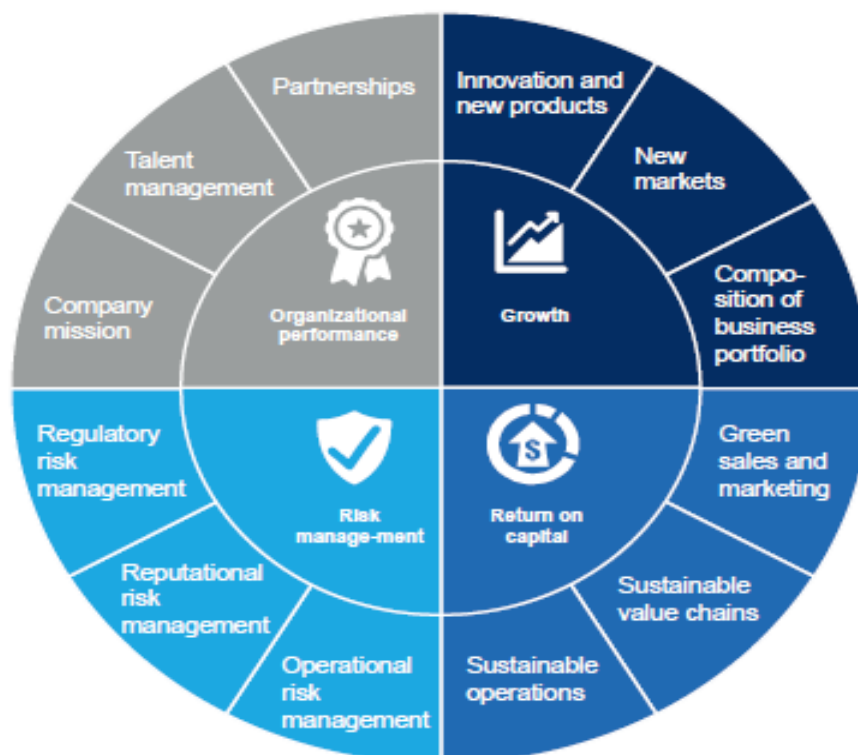 Partnerships
Innovation and
new products
Talent
management
New
markets
Company
mission
Organizational
performance
Growth
Compo-
sition of
business
portfolio
Regulatory
risk
management
Risk
manage-ment
$
Return on
capital
Green
sales and
marketing
Reputational
risk
management
Sustainable
value chains
Operational
risk
management
Sustainable
operations